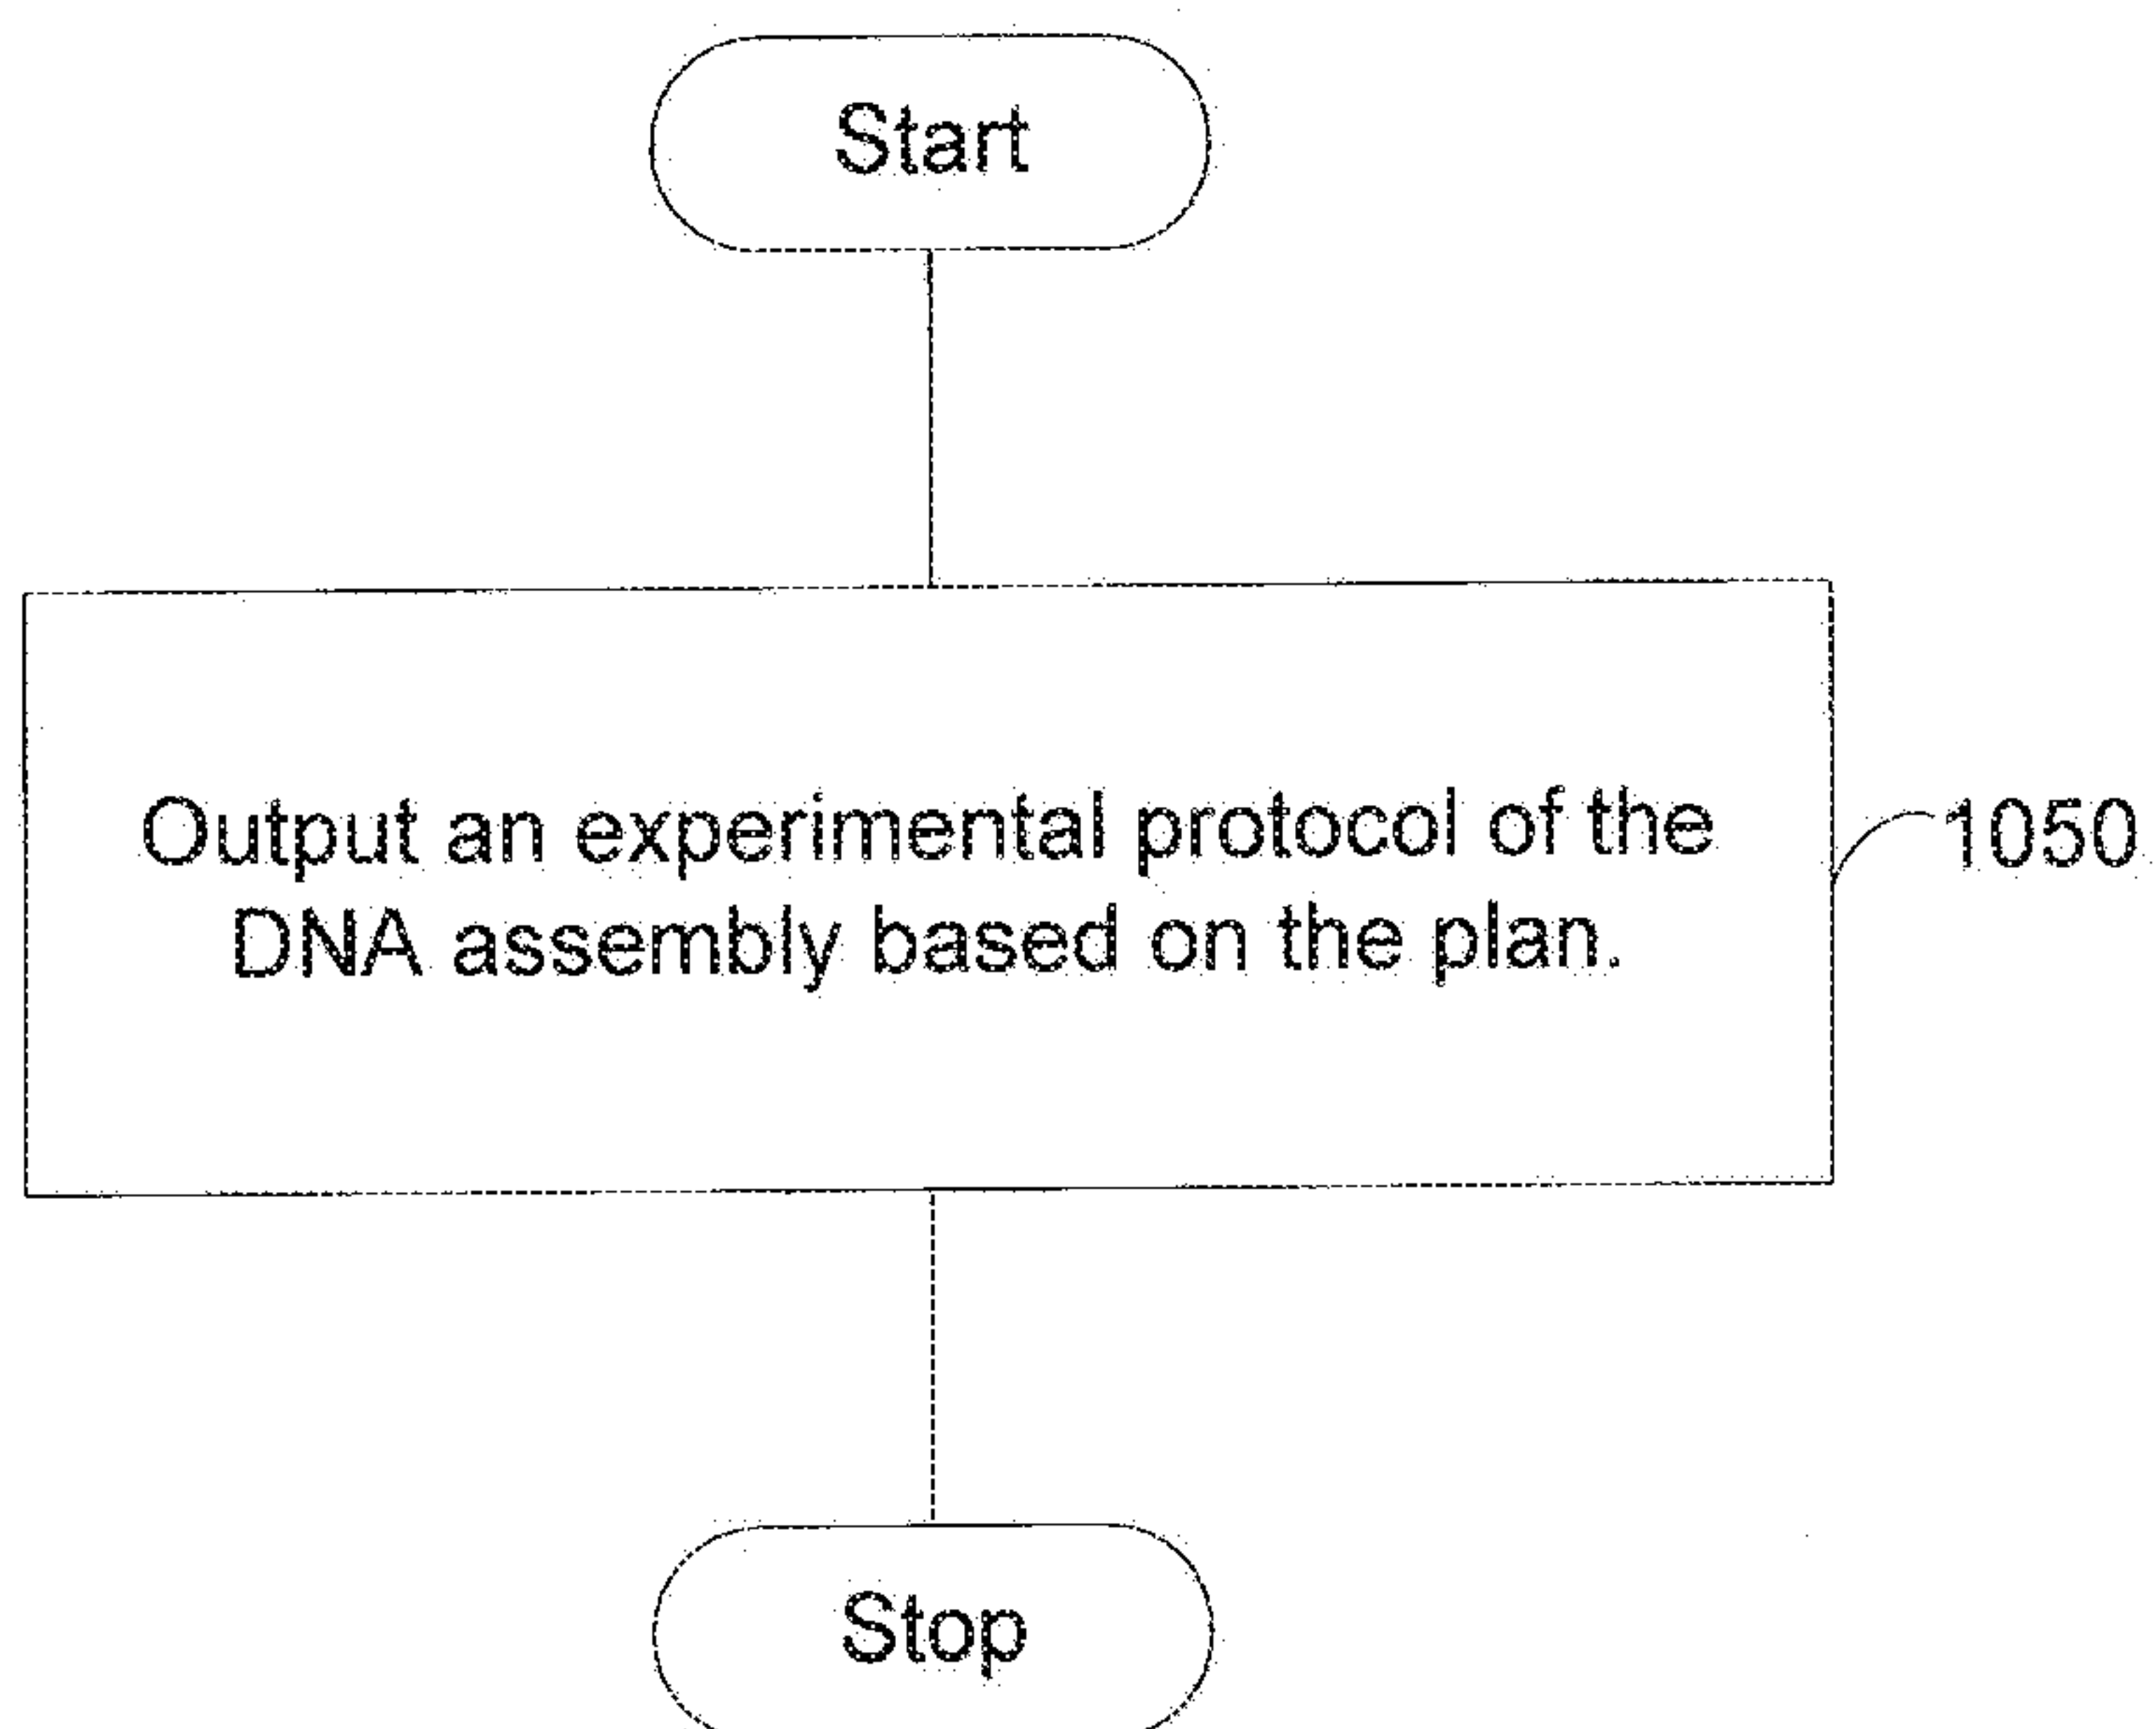 Start
Output an experimental protocol of the
DNA assembly based on the plan.
1050
Stop